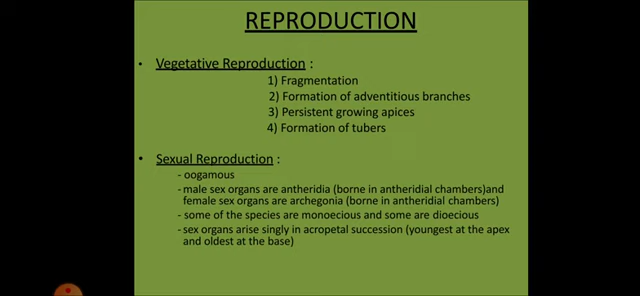 REPRODUCTION
• Vegetative Reproduction :
1) Fragmentation
2) Formation of adventitious branches
3) Persistent growing apices
4) Formation of tubers
• Sexual Reproduction :
- oogamous
- male sex organs are antheridia (borne in antheridial chambers)and
female sex organs are archegonia (borne in antheridial chambers)
- some of the species are monoecious and some are dioecious
- sex organs arise singly in acropetal succession (youngest at the apex
and oldest at the base)